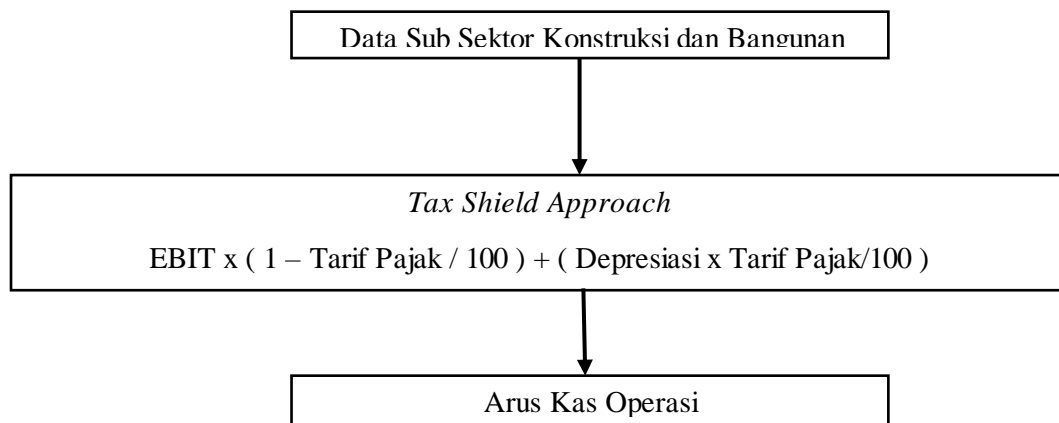 Data Sub Sektor Konstruksi dan Bangunan
Tax Shield Approach
EBIT x ( 1 – Tarif Pajak / 100 ) + ( Depresiasi x Tarif Pajak/100 )
Arus Kas Operasi